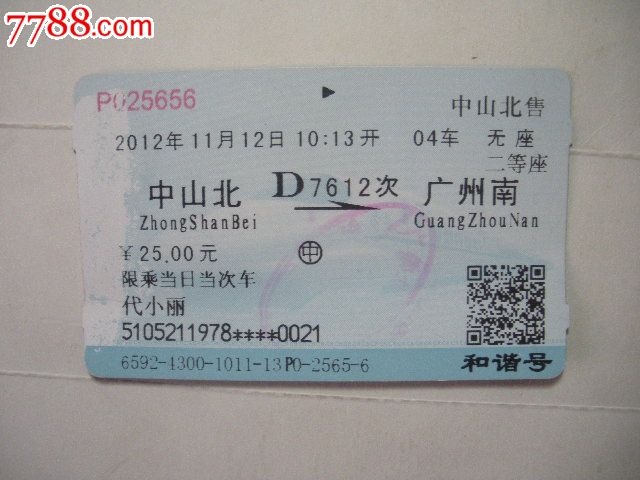 7788.com
P025656
中山北售
2012年11月12日10:13开 04车 无座
二等座
中山北 D7612次 广州南
ZhongShanBei GuangZhouNan
￥25.00元 中
限乘当日当次车
代小丽
5105211978****0021
6592-4300-1011-13P0-2565-6 和谐号